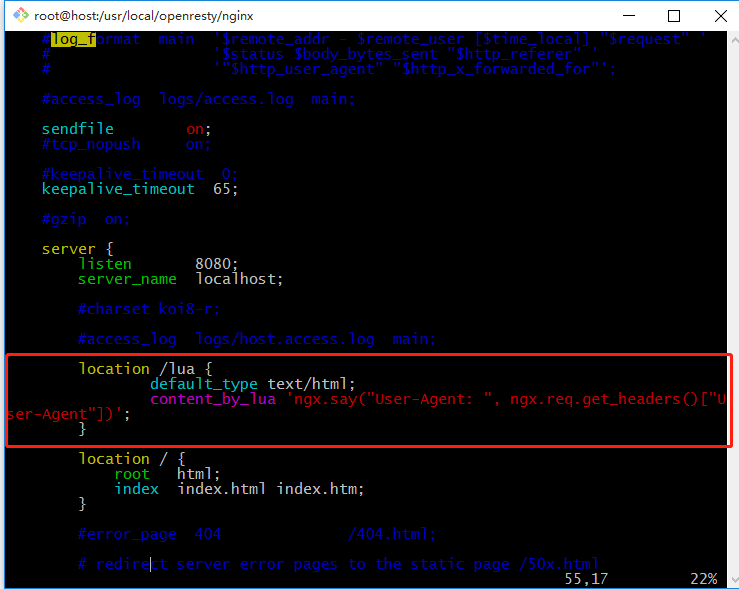 root@host:/usr/local/openresty/nginx
#log_format  main  '$remote_addr - $remote_user [$time_local] "$request" '
#                  '$status $body_bytes_sent "$http_referer" '
#                  '"$http_user_agent" "$http_x_forwarded_for"';
#access_log  logs/access.log  main;
sendfile        on;
#tcp_nopush     on;
#keepalive_timeout  0;
keepalive_timeout  65;
#gzip  on;
server {
listen       8080;
server_name  localhost;
#charset koi8-r;
#access_log  logs/host.access.log  main;
location /lua {
default_type text/html;
content_by_lua 'ngx.say("User-Agent: ", ngx.req.get_headers()["U
ser-Agent"])';
}
location / {
root   html;
index  index.html index.htm;
}
#error_page  404              /404.html;
# redirect server error pages to the static page /50x.html
55,17         22%